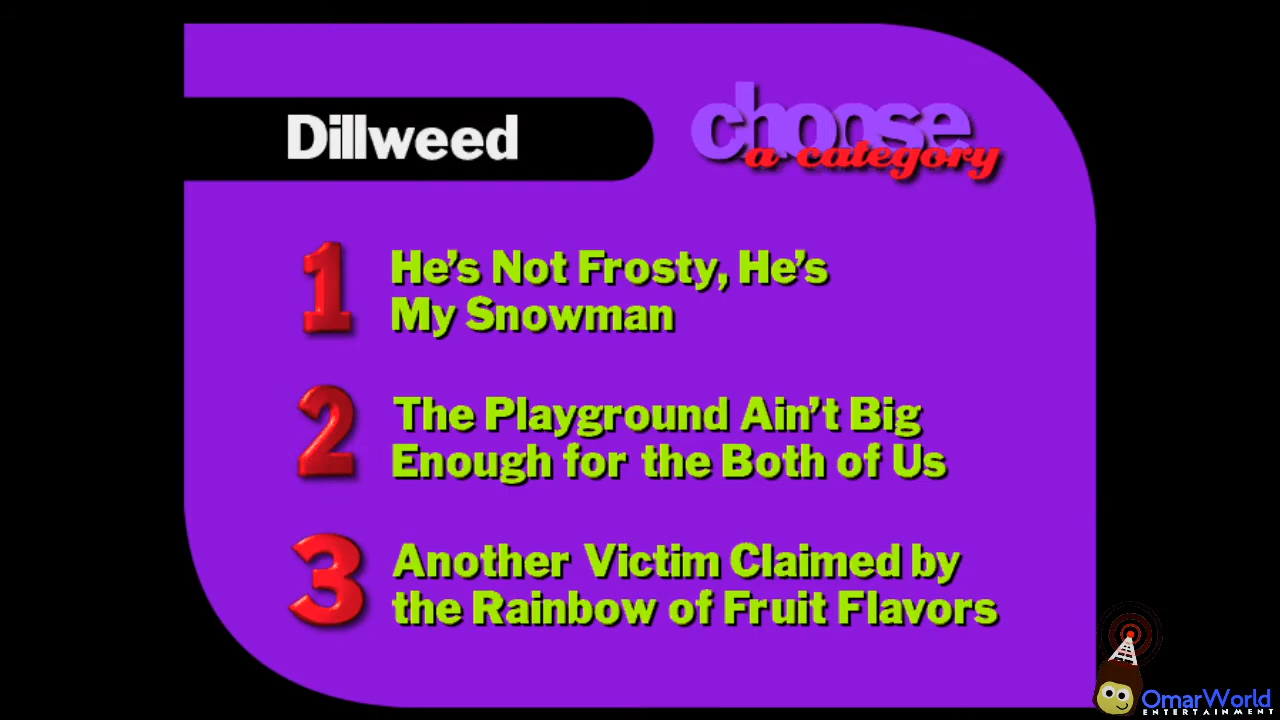 Dillweed
choose
a category
1
He's Not Frosty, He's
My Snowman
2
The Playground Ain't Big
Enough for the Both of Us
3
Another Victim Claimed by
the Rainbow of Fruit Flavors
OmarWorld
ENTERTAINMENT